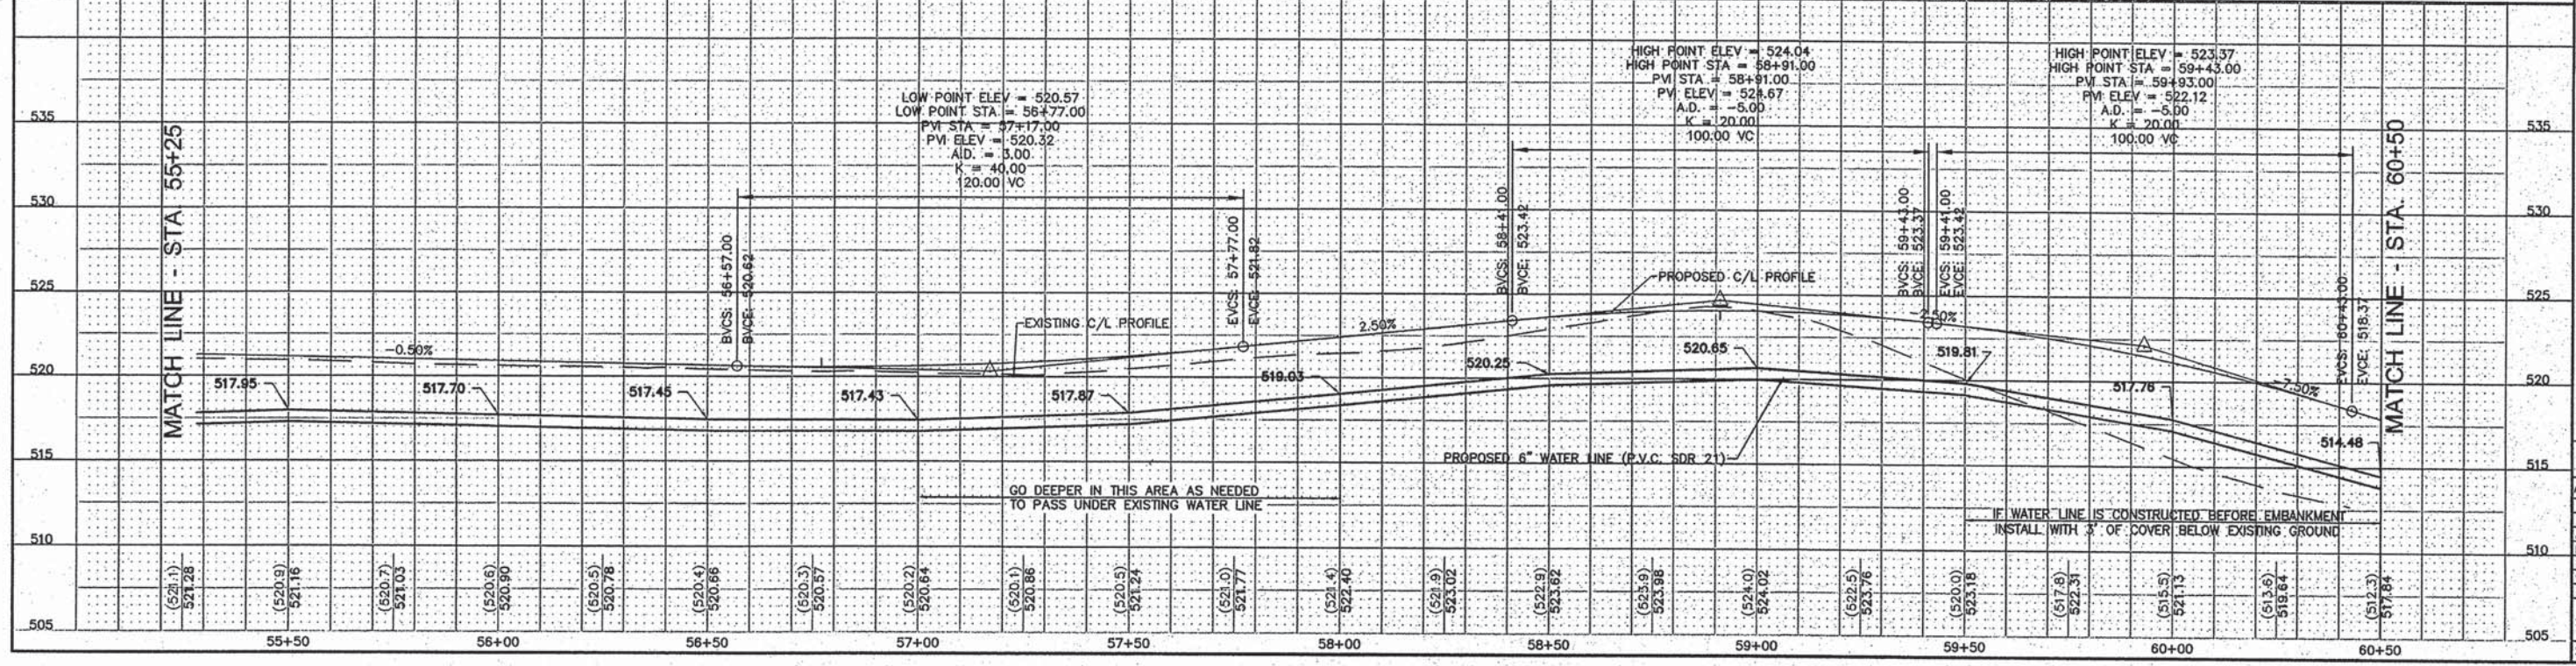 LOW POINT ELEV = 520.57
LOW POINT STA = 56+77.00
PVI STA = 57+17.00
PVI ELEV = 520.32
A.D. = 3.00
K = 40.00
120.00 VC
HIGH POINT ELEV = 524.04
HIGH POINT STA = 58+91.00
PVI STA = 58+91.00
PVI ELEV = 524.67
A.D. = -5.00
K = 20.00
100.00 VC
HIGH POINT ELEV = 523.37
HIGH POINT STA = 59+43.00
PVI STA = 59+93.00
PVI ELEV = 522.12
A.D. = -5.00
K = 20.00
100.00 VC
535
530
525
520
515
510
505
MATCH LINE - STA. 55+25
BVCS: 56+57.00
BVCE: 520.62
EVCS: 57+77.00
EVCE: 521.82
BVCS: 58+41.00
BVCE: 523.42
BVCS: 59+43.00
BVCE: 523.37
EVCS: 59+41.00
EVCE: 523.42
EVCS: 60+43.00
EVCE: 518.37
MATCH LINE - STA. 60+50
535
530
525
520
515
510
505
EXISTING C/L PROFILE
PROPOSED C/L PROFILE
-0.50%
2.50%
-2.50%
-7.50%
517.95
517.70
517.45
517.43
517.87
519.03
520.25
520.65
519.81
517.76
514.48
PROPOSED 6" WATER LINE (P.V.C. SDR 21)
GO DEEPER IN THIS AREA AS NEEDED
TO PASS UNDER EXISTING WATER LINE
IF WATER LINE IS CONSTRUCTED BEFORE EMBANKMENT
INSTALL WITH 3' OF COVER BELOW EXISTING GROUND
(521.1)
521.28
(520.9)
521.16
(520.7)
521.03
(520.6)
520.90
(520.5)
520.78
(520.4)
520.66
(520.3)
520.57
(520.2)
520.64
(520.1)
520.86
(520.5)
521.24
(521.0)
521.77
(521.4)
522.40
(521.9)
523.02
(522.9)
523.62
(523.9)
523.98
(524.0)
524.02
(522.5)
523.76
(520.0)
523.18
(517.8)
522.31
(515.5)
521.13
(513.6)
519.64
(512.3)
517.84
55+50
56+00
56+50
57+00
57+50
58+00
58+50
59+00
59+50
60+00
60+50